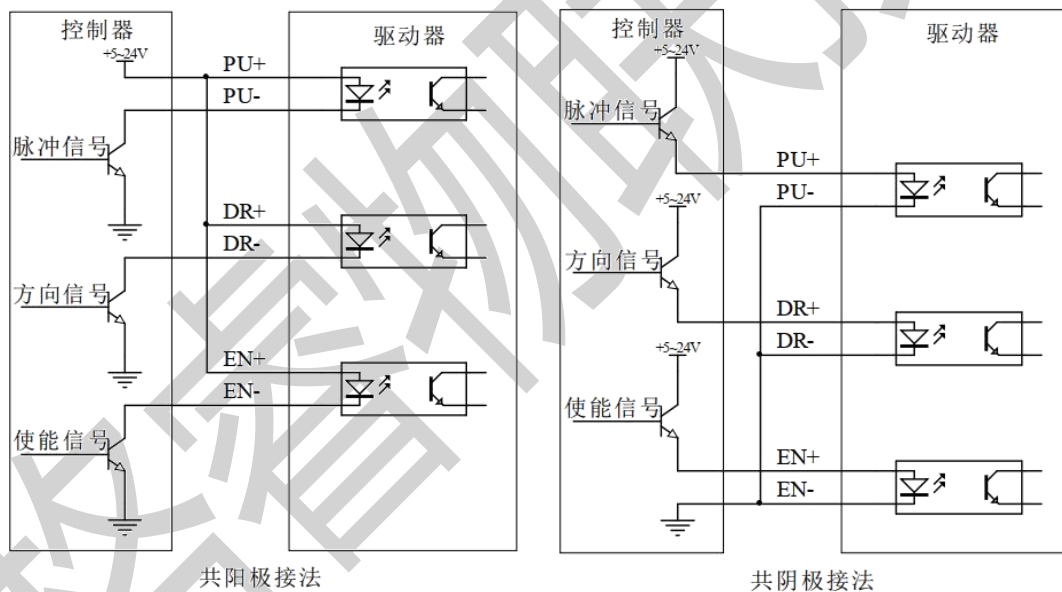 控制器
+5~24V
驱动器
PU+
PU-
脉冲信号
DR+
DR-
方向信号
EN+
EN-
使能信号
共阳极接法
控制器
+5~24V
驱动器
脉冲信号
PU+
PU-
+5~24V
方向信号
DR+
DR-
+5~24V
使能信号
EN+
EN-
共阴极接法
睿物联